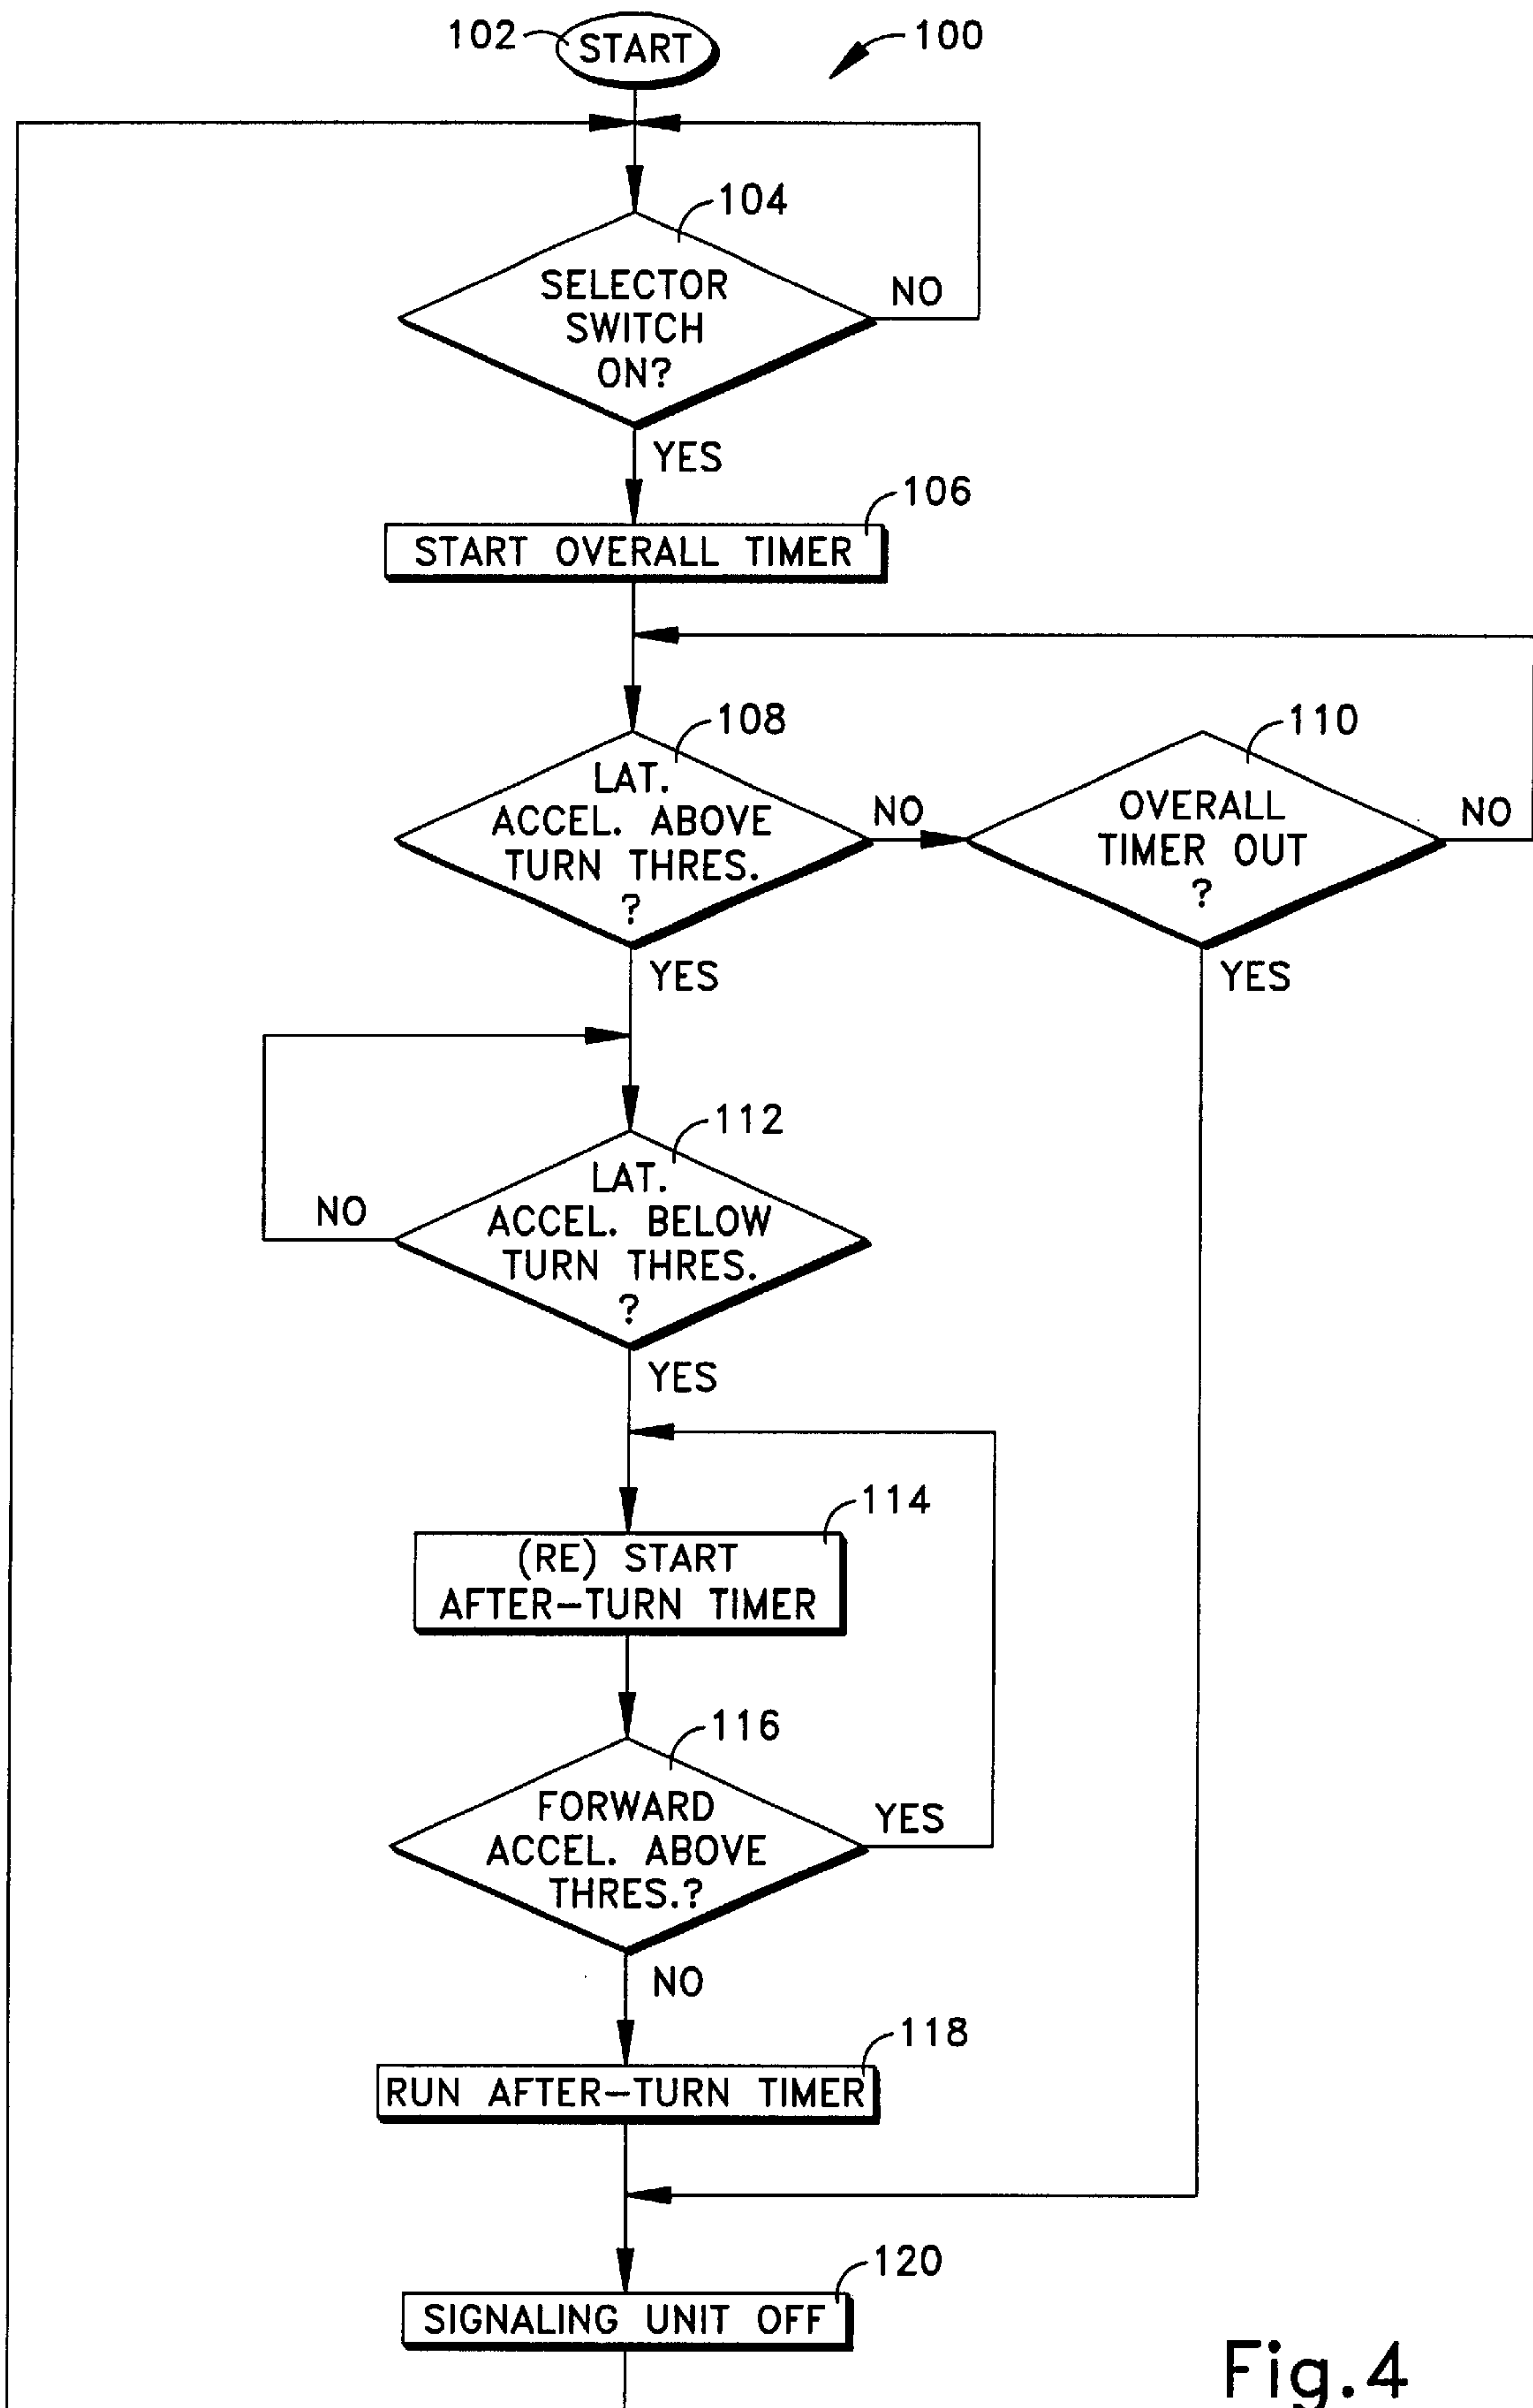 102
START
100
104
SELECTOR
SWITCH
ON?
NO
YES
106
START OVERALL TIMER
108
LAT.
ACCEL. ABOVE
TURN THRES.
?
NO
110
OVERALL
TIMER OUT
?
NO
YES
YES
112
LAT.
ACCEL. BELOW
TURN THRES.
?
NO
YES
114
(RE) START
AFTER-TURN TIMER
116
FORWARD
ACCEL. ABOVE
THRES.?
YES
NO
118
RUN AFTER-TURN TIMER
120
SIGNALING UNIT OFF
Fig.4